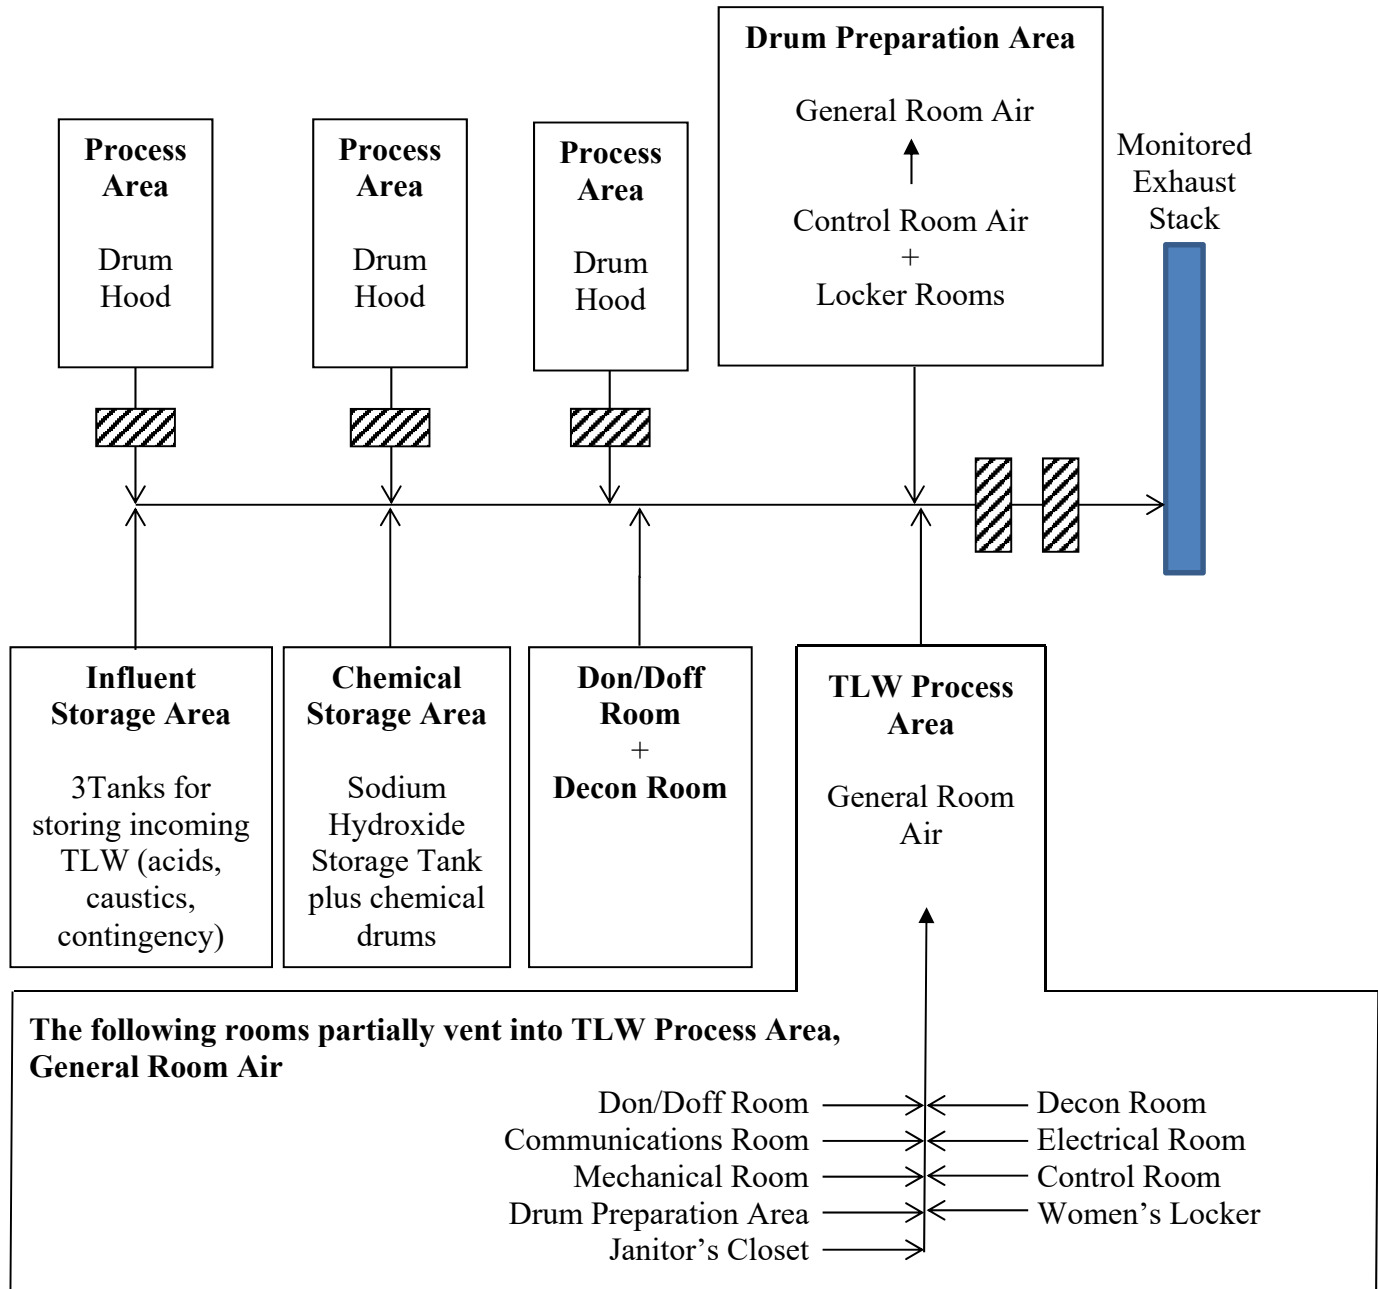 Drum Preparation Area
General Room Air
Control Room Air
+
Locker Rooms
Process
Area
Drum
Hood
Process
Area
Drum
Hood
Process
Area
Drum
Hood
Monitored
Exhaust
Stack
Influent
Storage Area
3Tanks for
storing incoming
TLW (acids,
caustics,
contingency)
Chemical
Storage Area
Sodium
Hydroxide
Storage Tank
plus chemical
drums
Don/Doff
Room
+
Decon Room
TLW Process
Area
General Room
Air
The following rooms partially vent into TLW Process Area,
General Room Air
Don/Doff Room
Communications Room
Mechanical Room
Drum Preparation Area
Janitor’s Closet
Decon Room
Electrical Room
Control Room
Women’s Locker